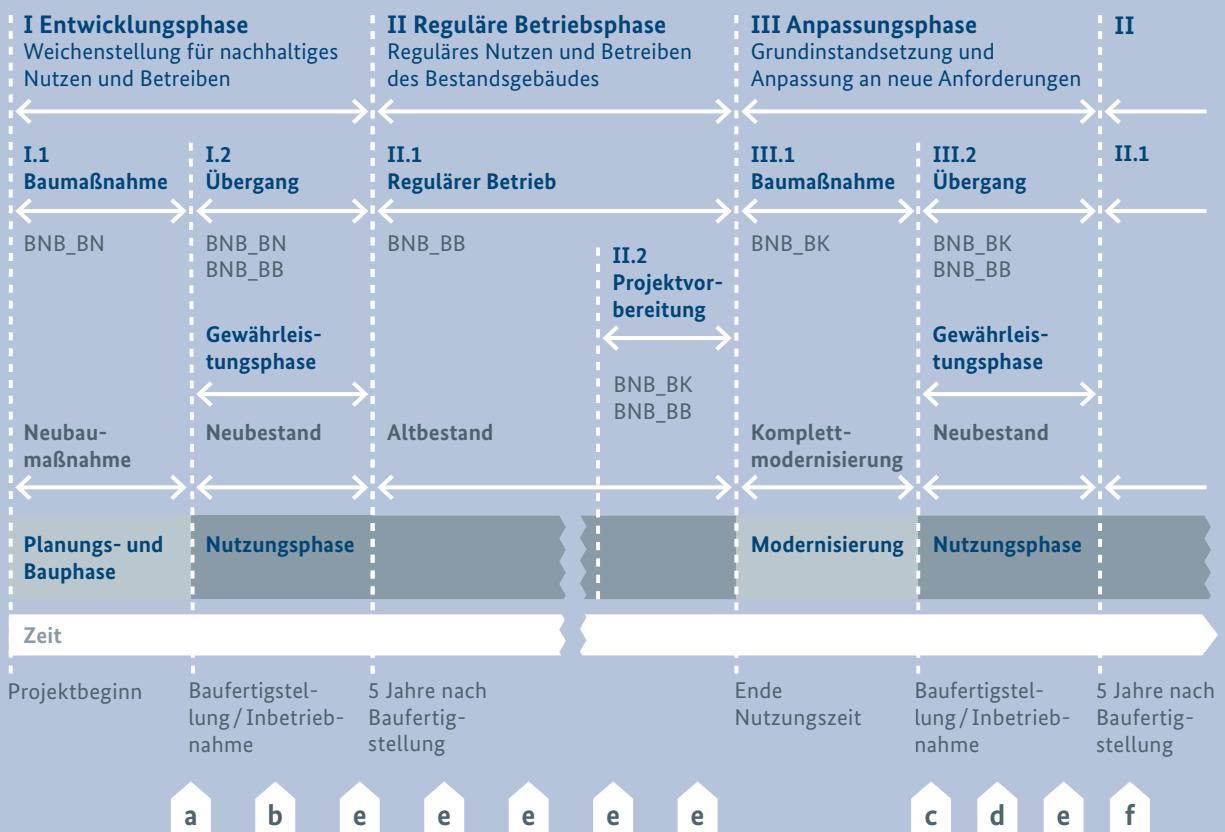 I Entwicklungsphase
Weichenstellung für nachhaltiges
Nutzen und Betreiben
II Reguläre Betriebsphase
Reguläres Nutzen und Betreiben
des Bestandsgebäudes
III Anpassungsphase
Grundinstandsetzung und
Anpassung an neue Anforderungen
II
I.1
Baumaßnahme
I.2
Übergang
II.1
Regulärer Betrieb
III.1
Baumaßnahme
III.2
Übergang
II.1
BNB_BN
BNB_BN
BNB_BB
BNB_BB
II.2
Projektvor-
bereitung
BNB_BK
BNB_BB
BNB_BK
BNB_BK
BNB_BB
Gewährleis-
tungsphase
Gewährleis-
tungsphase
Neubau-
maßnahme
Neubestand
Altbestand
Komplett-
modernisierung
Neubestand
Planungs- und
Bauphase
Nutzungsphase
Modernisierung
Nutzungsphase
Zeit
Projektbeginn
Baufertigstel-
lung / Inbetrieb-
nahme
5 Jahre nach
Baufertig-
stellung
Ende
Nutzungszeit
Baufertigstel-
lung / Inbetrieb-
nahme
5 Jahre nach
Baufertig-
stellung
a b e e e e e c d e f